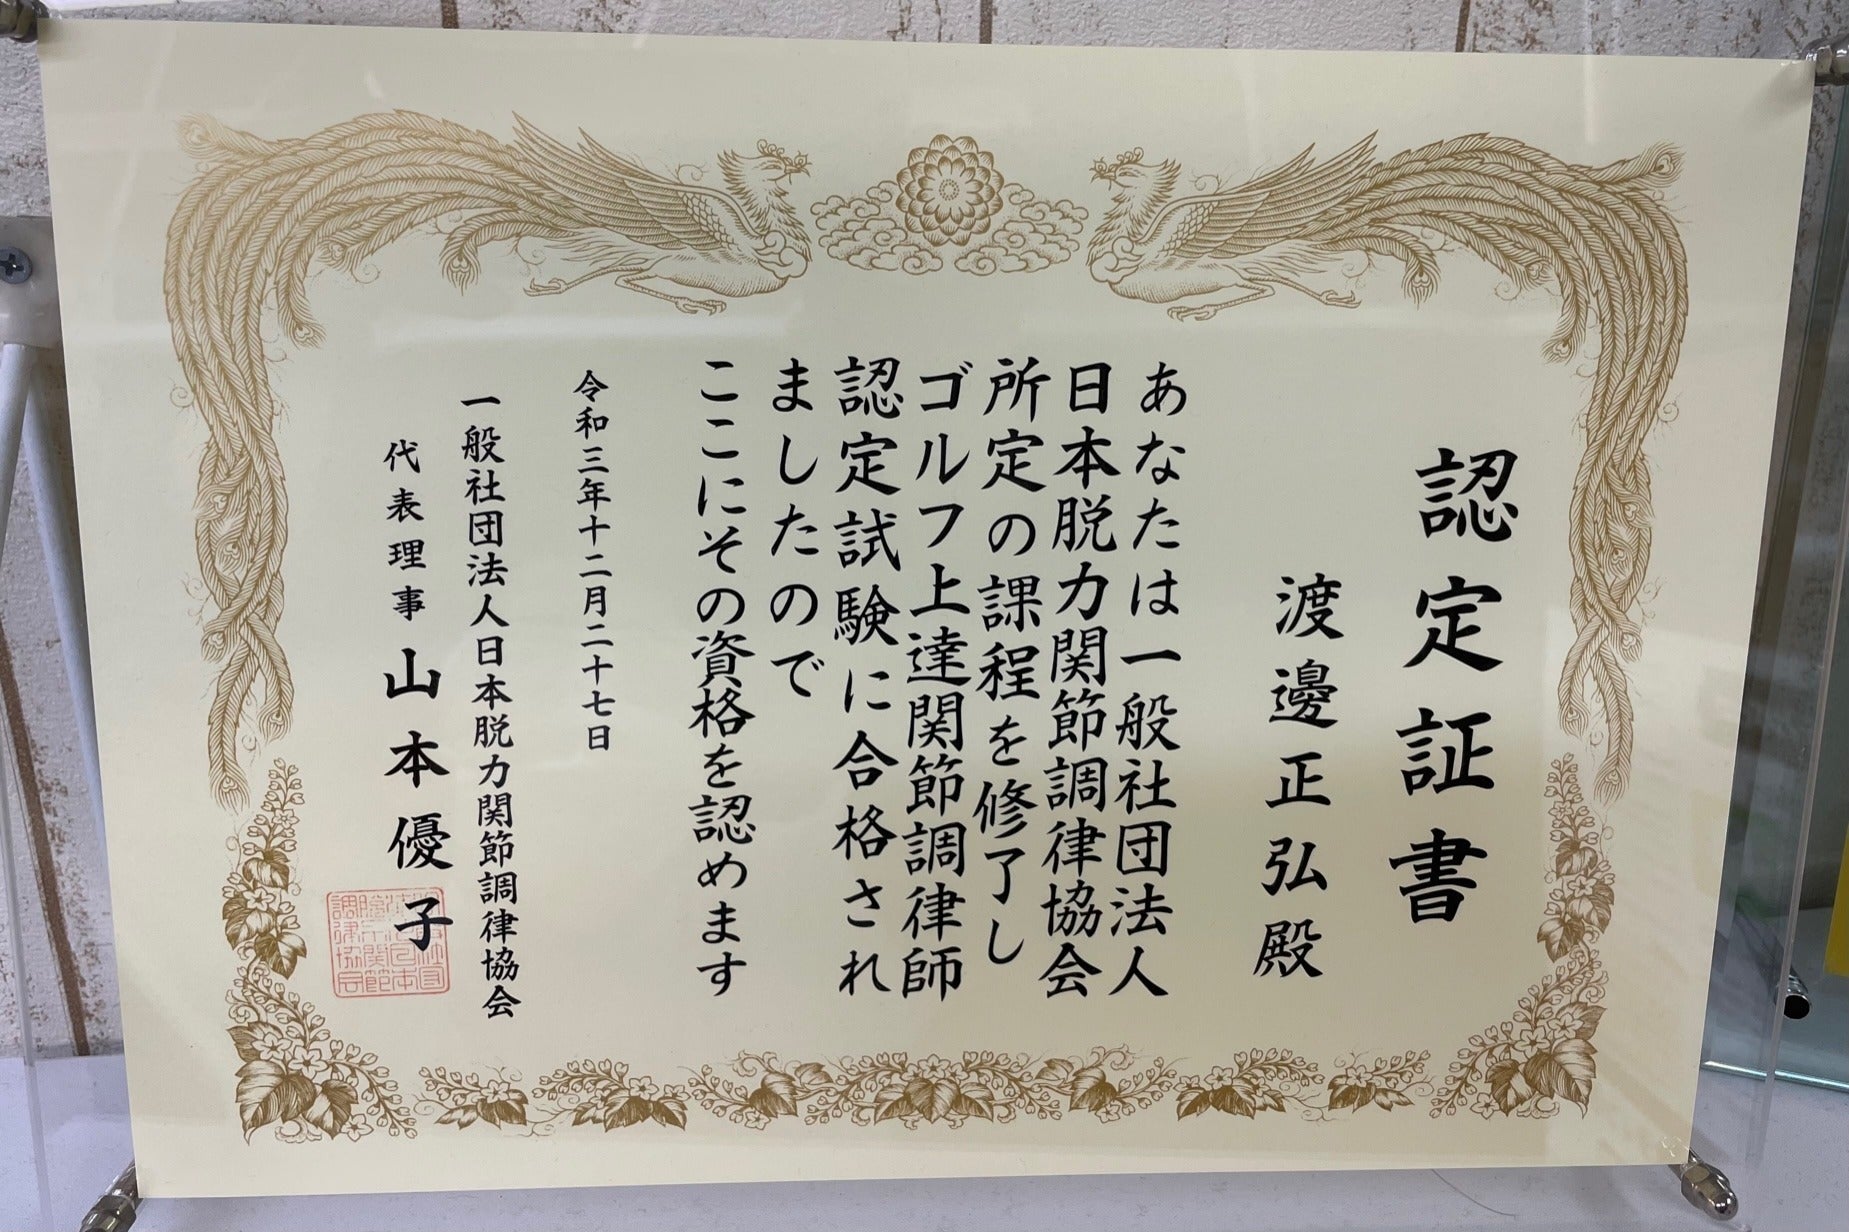 認定証書
渡邊正弘殿
あなたは一般社団法人
日本脱力関節調律協会
所定の課程を修了し
ゴルフ上達関節調律師
認定試験に合格され
ましたので
ここにその資格を認めます
令和三年十二月二十七日
一般社団法人日本脱力関節調律協会
代表理事 山本優子